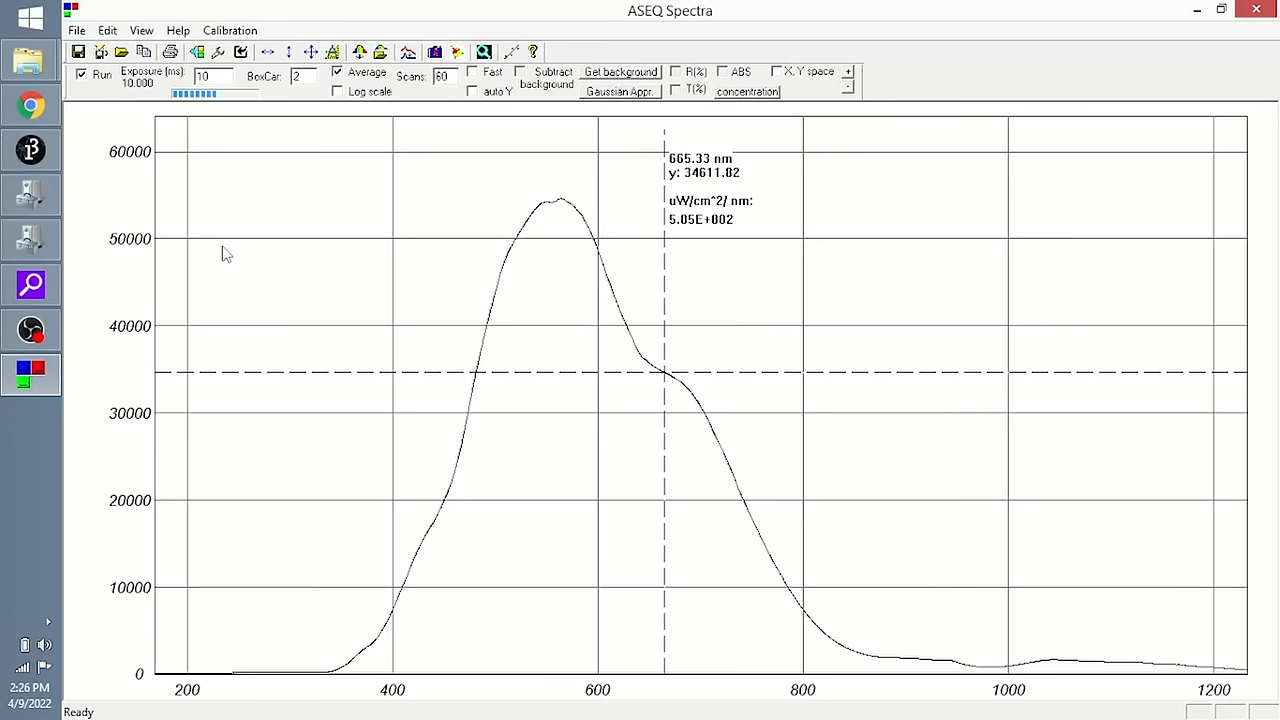 ASEQ Spectra
File Edit View Help Calibration
Run Exposure (ms): 10 BoxCar: 2 Average Scans: 60 Fast Subtract background Get background R(%) ABS X,Y space +
10.000 Log scale auto Y Gaussian Appr. T(%) concentration -
60000
50000
40000
30000
20000
10000
0
665.33 nm
y: 34611.82
uW/cm^2/ nm:
5.05E+002
200 400 600 800 1000 1200
2:26 PM
4/9/2022
Ready